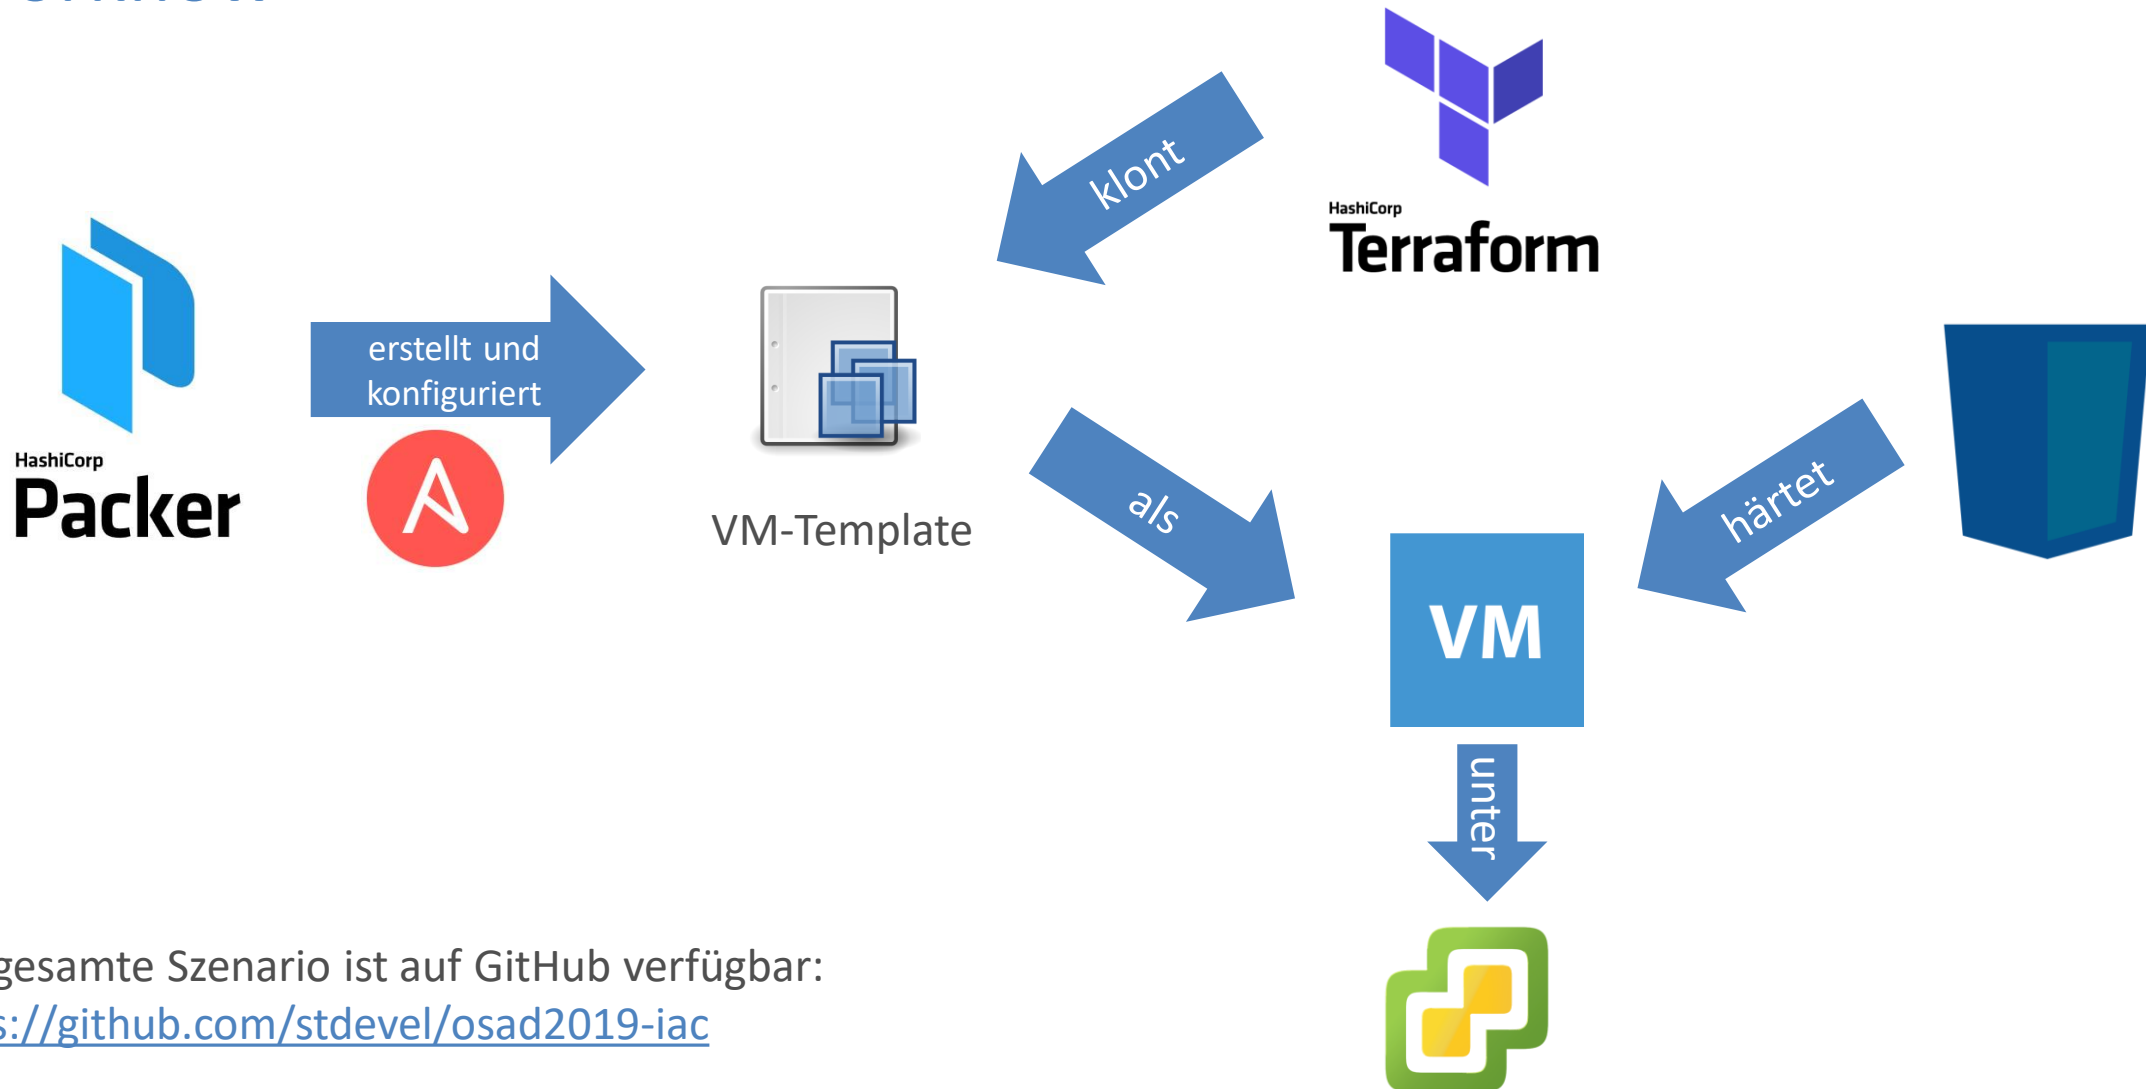 HashiCorp
Packer
erstellt und
konfiguriert
VM-Template
klont
HashiCorp
Terraform
als
härtet
VM
unter
gesamte Szenario ist auf GitHub verfügbar:
s://github.com/stdevel/osad2019-iac